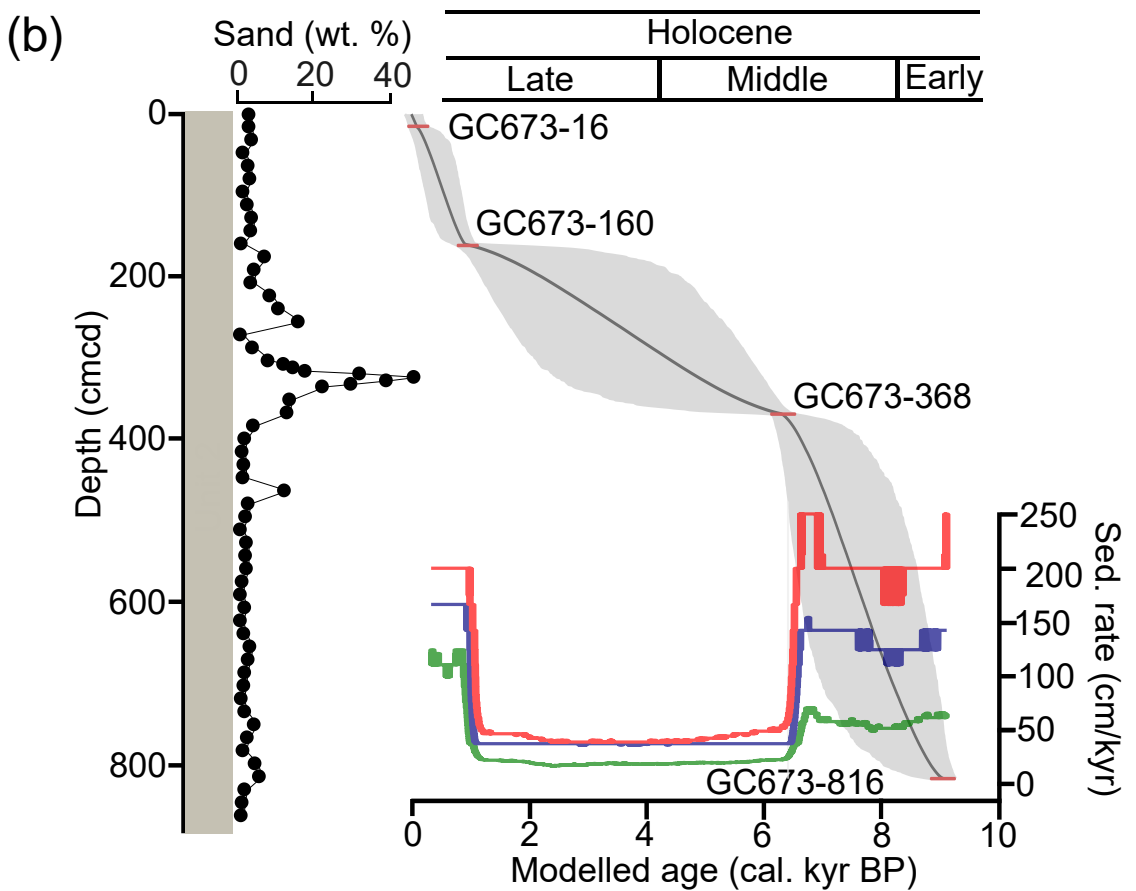 (b)
Sand (wt. %)
0 20 40
Holocene
Late Middle Early
0
200
400
600
800
Depth (cmcd)
GC673-16
GC673-160
GC673-368
GC673-816
250
200
150
100
50
0
Sed. rate (cm/kyr)
0 2 4 6 8 10
Modelled age (cal. kyr BP)